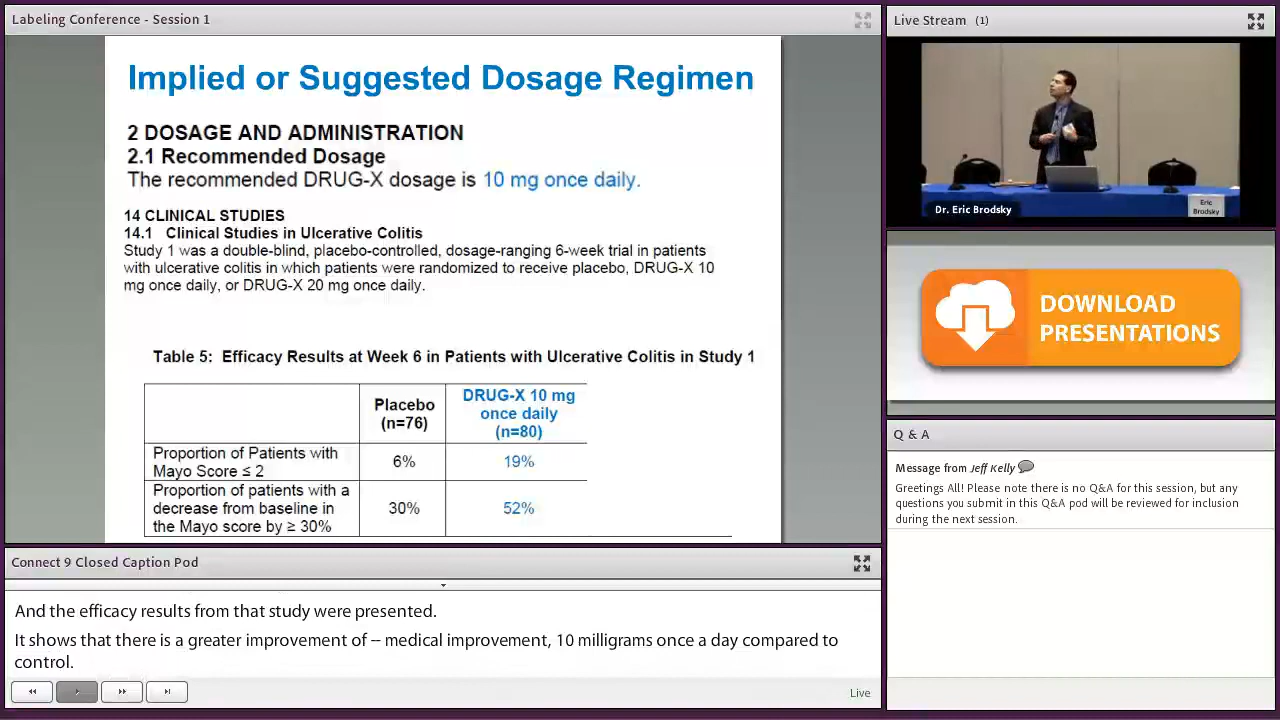 Labeling Conference - Session 1
Implied or Suggested Dosage Regimen
2 DOSAGE AND ADMINISTRATION
2.1 Recommended Dosage
The recommended DRUG-X dosage is 10 mg once daily.
14 CLINICAL STUDIES
14.1 Clinical Studies in Ulcerative Colitis
Study 1 was a double-blind, placebo-controlled, dosage-ranging 6-week trial in patients
with ulcerative colitis in which patients were randomized to receive placebo, DRUG-X 10
mg once daily, or DRUG-X 20 mg once daily.
Table 5: Efficacy Results at Week 6 in Patients with Ulcerative Colitis in Study 1
Placebo
(n=76)
DRUG-X 10 mg
once daily
(n=80)
Proportion of Patients with
Mayo Score ≤ 2
6%
19%
Proportion of patients with a
decrease from baseline in
the Mayo score by ≥ 30%
30%
52%
Connect 9 Closed Caption Pod
And the efficacy results from that study were presented.
It shows that there is a greater improvement of -- medical improvement, 10 milligrams once a day compared to
control.
Live
Live Stream (1)
Dr. Eric Brodsky
Eric
Brodsky
DOWNLOAD
PRESENTATIONS
Q & A
Message from Jeff Kelly
Greetings All! Please note there is no Q&A for this session, but any
questions you submit in this Q&A pod will be reviewed for inclusion
during the next session.